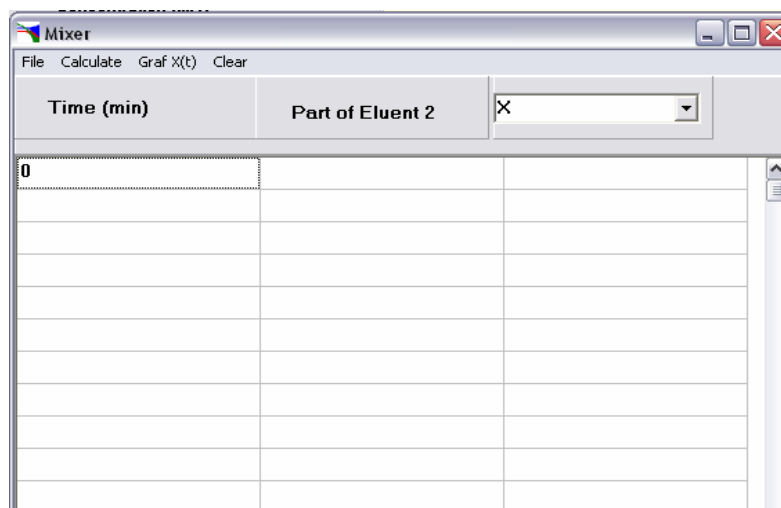 Mixer
File Calculate Graf X(t) Clear
Time (min)
Part of Eluent 2
X
0